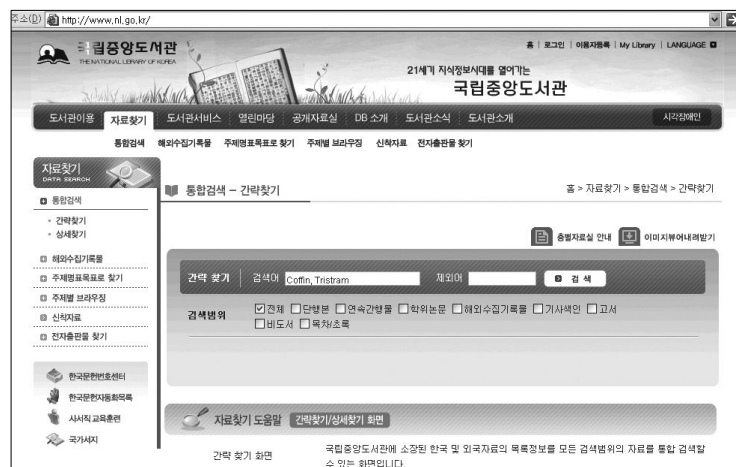 주소(D) http://www.nl.go.kr/
국립중앙도서관
THE NATIONAL LIBRARY OF KOREA
홈 | 로그인 | 이용자등록 | My Library | LANGUAGE
21세기 지식정보시대를 열어가는
국립중앙도서관
도서관이용 자료찾기 도서관서비스 열린마당 공개자료실 DB 소개 도서관소식 도서관소개 시각장애인
통합검색 해외수집기록물 주제명표목표로 찾기 주제별 브라우징 신착자료 전자출판물 찾기
자료찾기
DATA SEARCH
통합검색
- 간략찾기
- 상세찾기
해외수집기록물
주제명표목표로 찾기
주제별 브라우징
신착자료
전자출판물 찾기
한국문헌번호센터
한국문헌자동화목록
사서직 교육훈련
국가서지
통합검색 - 간략찾기 홈 > 자료찾기 > 통합검색 > 간략찾기
층별자료실 안내 이미지뷰어내려받기
간략 찾기 검색어 Coffin, Tristram 제외어 검 색
검색범위 전체 단행본 연속간행물 학위논문 해외수집기록물 기사색인 고서
비도서 목차/초록
자료찾기 도움말 간략찾기/상세찾기 화면
간략 찾기 화면 국립중앙도서관에 소장된 한국 및 외국자료의 목록정보를 모든 검색범위의 자료를 통합 검색할
수 있는 화면입니다.